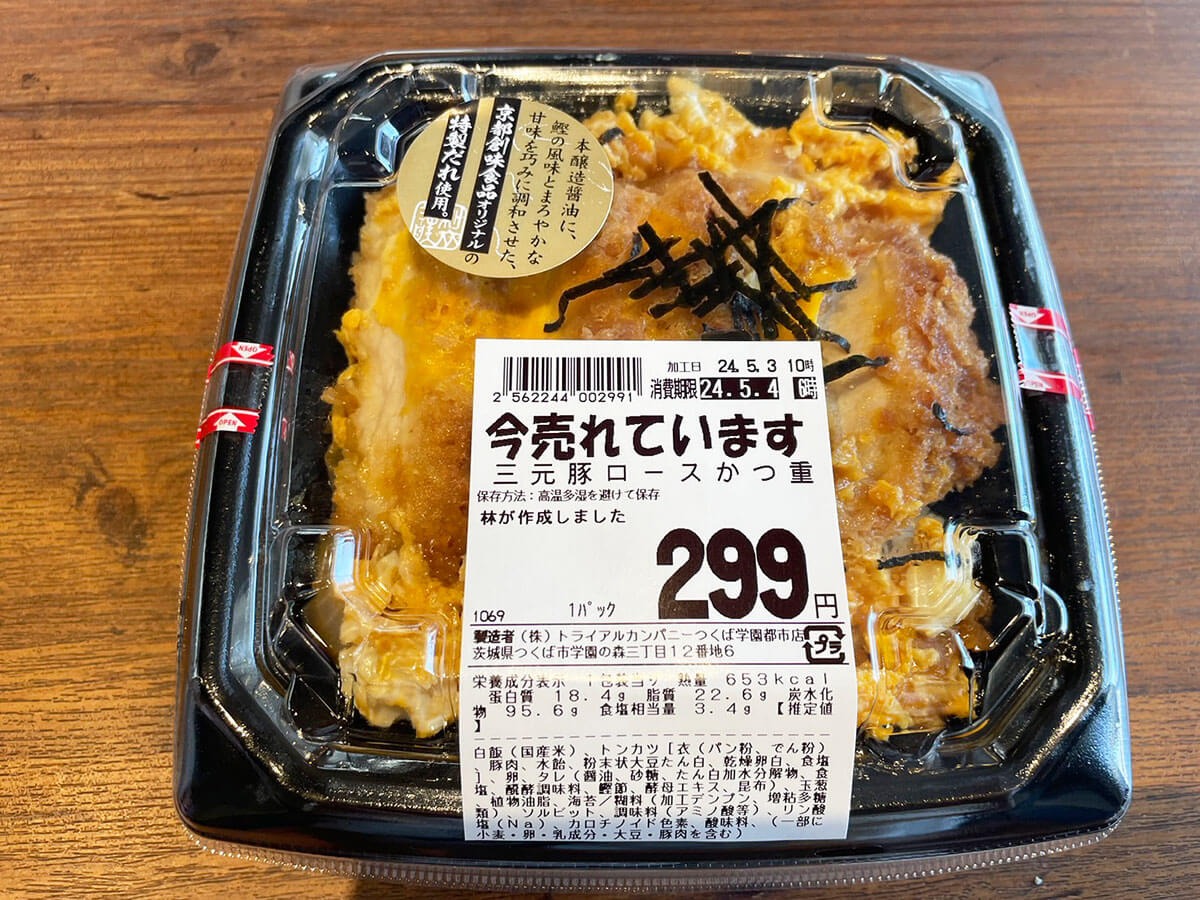 本醸造醤油に、
鰹の風味とまろやかな
甘味を巧みに調和させた、
京都創味食品オリジナルの
特製だれ使用。
OPEN
OPEN
OPEN
OPEN
2 562244 002991
加工日 24.5.3 10時
消費期限 24.5.4 6時
今売れています
三元豚ロースかつ重
保存方法：高温多湿を避けて保存
林が作成しました
299円
1069 1パック
製造者（株）トライアルカンパニーつくば学園都市店
茨城県つくば市学園の森三丁目12番地6
プラ
栄養成分表示 1包装当り 熱量 653kcal
蛋白質 18.4g 脂質 22.6g 炭水化
物 95.6g 食塩相当量 3.4g 【推定値
】
白飯（国産米）、トンカツ［衣（パン粉、でん粉）
、豚肉、水飴、粉末状大豆たん白、乾燥卵白、食塩
］、卵、タレ（醤油、砂糖、たん白加水分解物、食
塩、醗酵調味料、鰹節、酵母エキス、昆布）、玉葱
、植物油脂、海苔／糊料（加工デンプン、増粘多糖
類）、ソルビット、調味料（アミノ酸等）、リン酸
塩（Na）、カロチノイド色素、酸味料、（一部に
小麦・卵・乳成分・大豆・豚肉を含む）